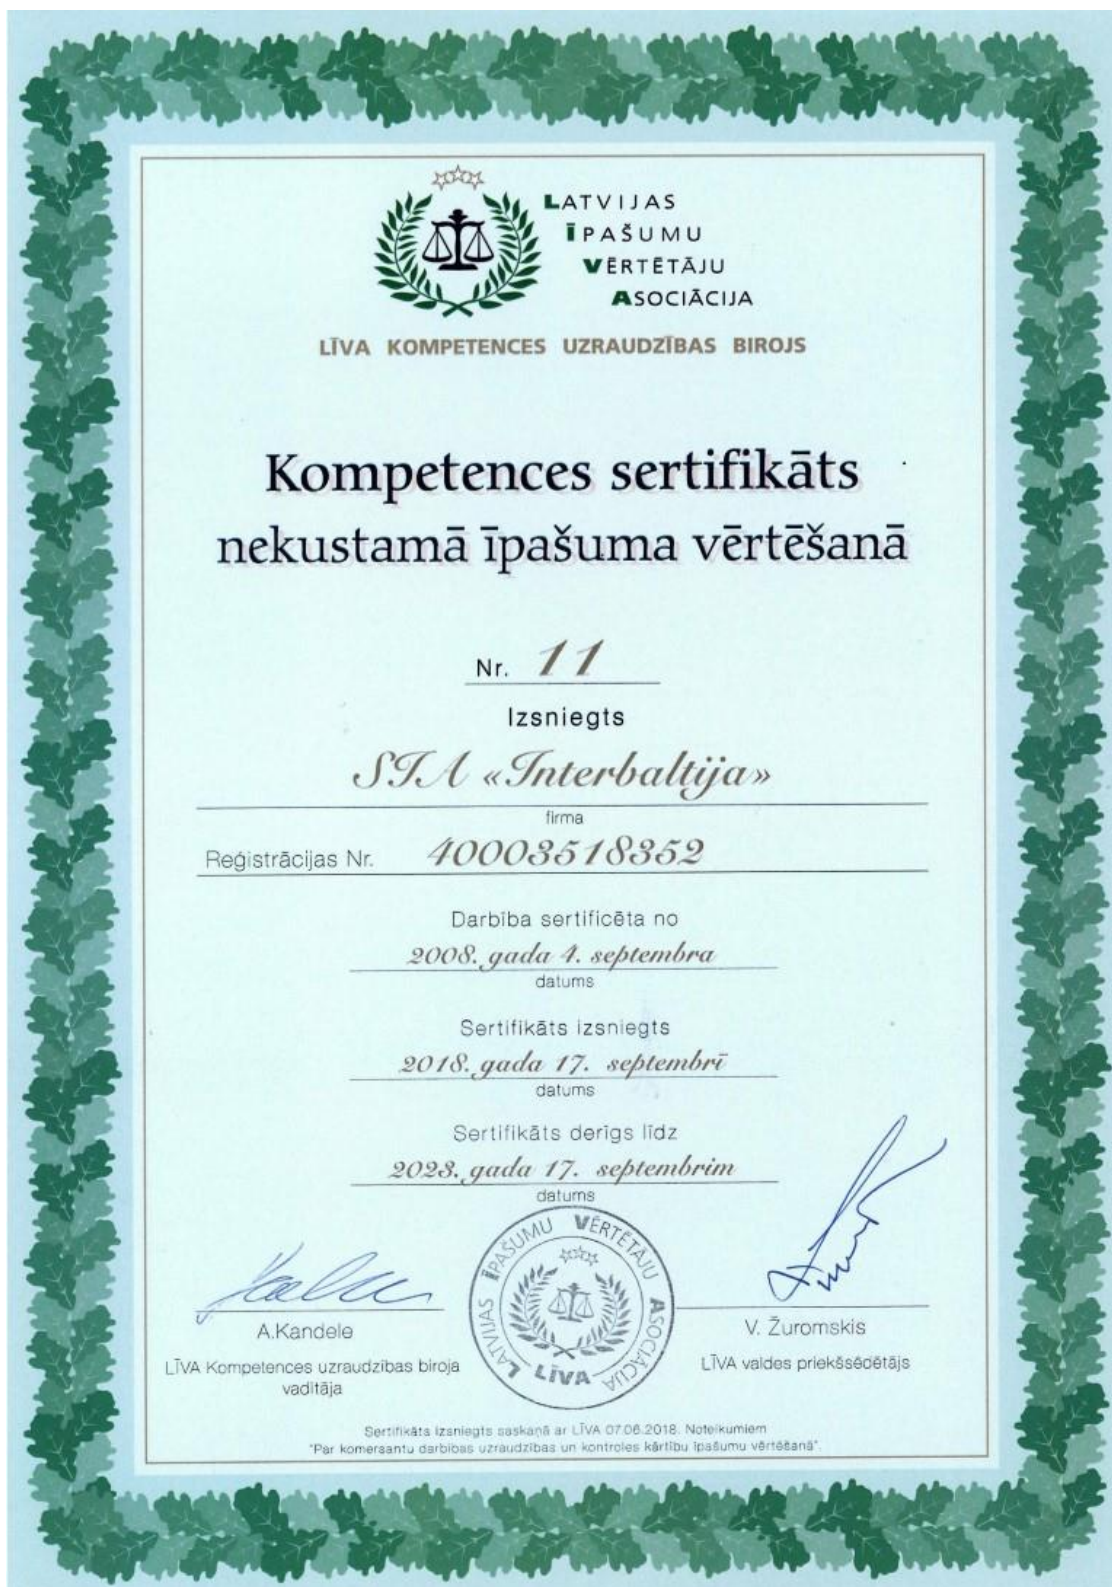 LATVIJAS
ĪPAŠUMU
VĒRTĒTĀJU
ASOCIĀCIJA
LĪVA KOMPETENCES UZRAUDZĪBAS BIROJS
Kompetences sertifikāts
nekustamā īpašuma vērtēšanā
Nr. 11
Izsniegts
SIA «Interbaltija»
firma
Reģistrācijas Nr. 40003518352
Darbība sertificēta no
2008. gada 4. septembra
datums
Sertifikāts izsniegts
2018. gada 17. septembrī
datums
Sertifikāts derīgs līdz
2023. gada 17. septembrim
datums
LATVIJAS ĪPAŠUMU VĒRTĒTĀJU ASOCIĀCIJA
LĪVA
A.Kandele
LĪVA Kompetences uzraudzības biroja
vadītāja
V. Žuromskis
LĪVA valdes priekšsēdētājs
Sertifikāts izsniegts saskaņā ar LĪVA 07.06.2018. Noteikumiem
"Par komersantu darbības uzraudzības un kontroles kārtību īpašumu vērtēšanā".